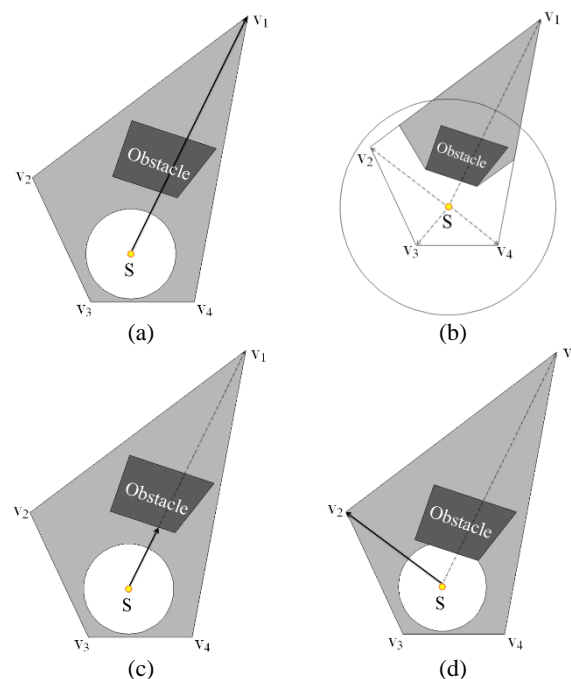 v₁
Obstacle
v₂
S
v₃ v₄
(a)
v₁
Obstacle
v₂
S
v₃ v₄
(b)
v₁
Obstacle
v₂
S
v₃ v₄
(c)
v
Obstacle
v₂
S
v₃ v₄
(d)